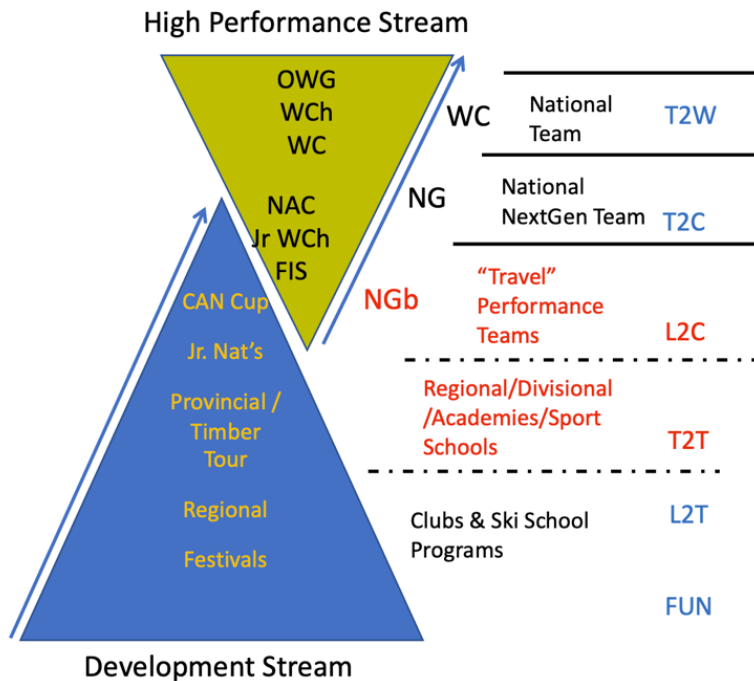 High Performance Stream
OWG
WCh
WC
NAC
Jr WCh
FIS
CAN Cup
Jr. Nat's
Provincial /
Timber
Tour
Regional
Festivals
Development Stream
WC
National
Team
T2W
NG
National
NextGen Team
T2C
NGb
“Travel”
Performance
Teams
L2C
Regional/Divisional
/Academies/Sport
Schools
T2T
Clubs & Ski School
Programs
L2T
FUN